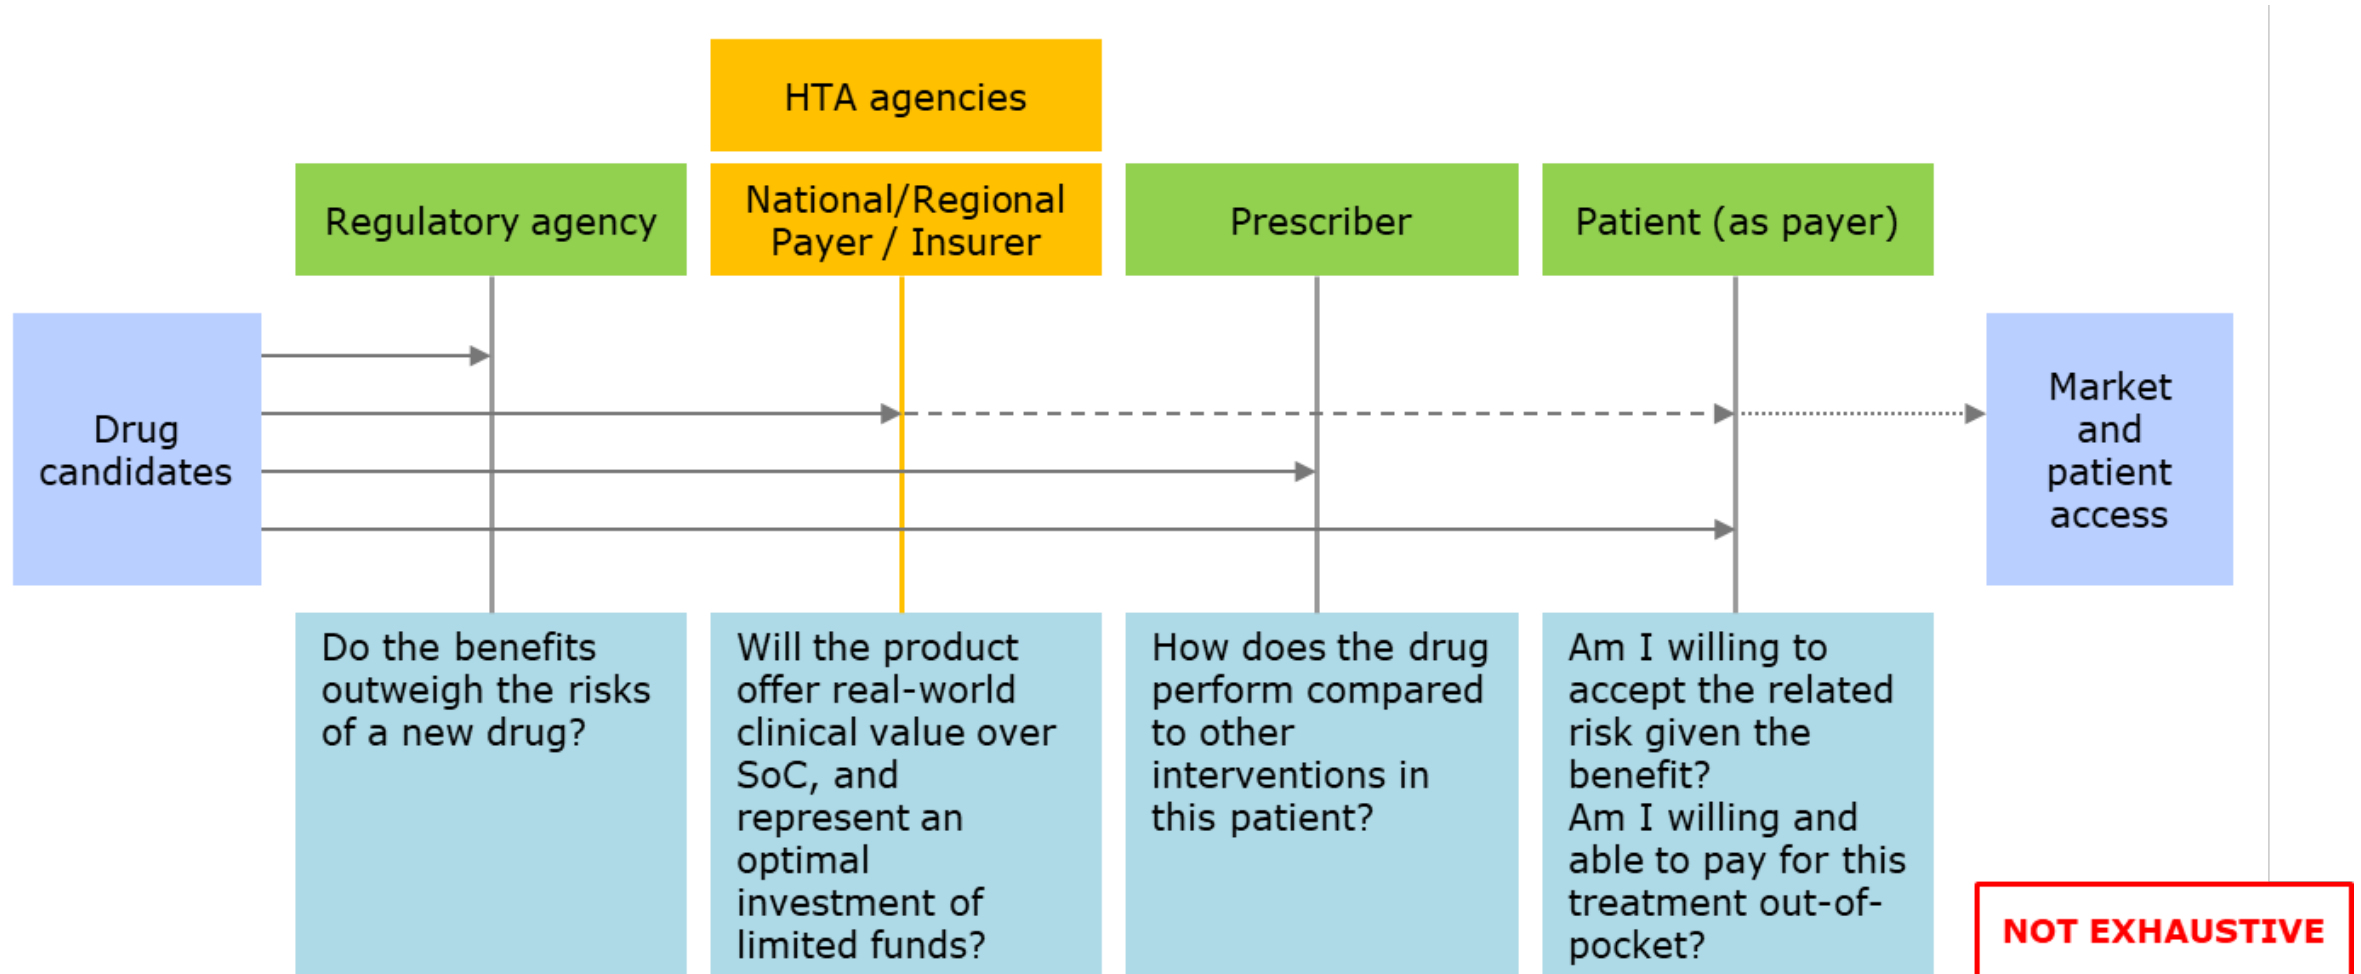 HTA agencies
Regulatory agency
National/Regional
Payer / Insurer
Prescriber
Patient (as payer)
Drug
candidates
Market
and
patient
access
Do the benefits
outweigh the risks
of a new drug?
Will the product
offer real-world
clinical value over
SoC, and
represent an
optimal
investment of
limited funds?
How does the drug
perform compared
to other
interventions in
this patient?
Am I willing to
accept the related
risk given the
benefit?
Am I willing and
able to pay for this
treatment out-of-
pocket?
NOT EXHAUSTIVE